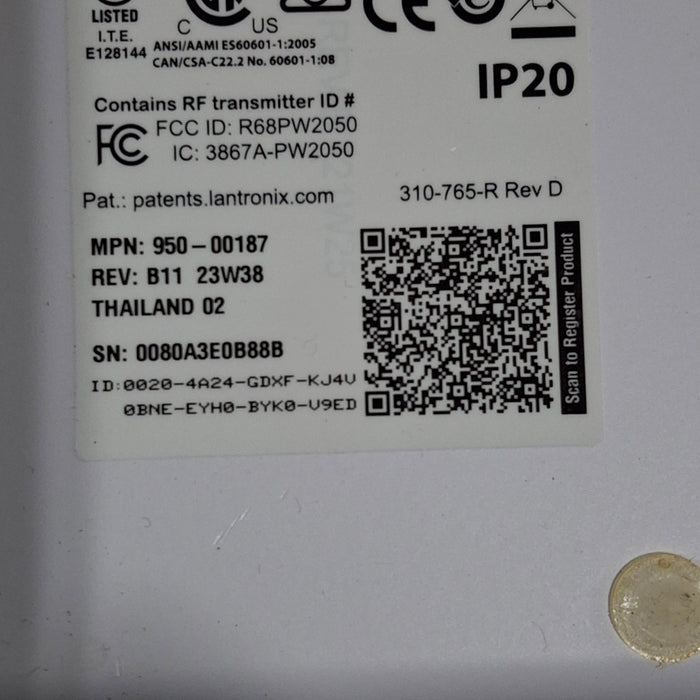 LISTED
I.T.E.
E128144
C US
ANSI/AAMI ES60601-1:2005
CAN/CSA-C22.2 No. 60601-1:08
IP20
Contains RF transmitter ID #
FC FCC ID: R68PW2050
IC: 3867A-PW2050
Pat.: patents.lantronix.com
310-765-R Rev D
MPN: 950-00187
REV: B11 23W38
THAILAND 02
SN: 0080A3E0B88B
ID:0020-4A24-GDXF-KJ4V
0BNE-EYH0-BYK0-V9ED
Scan to Register Product